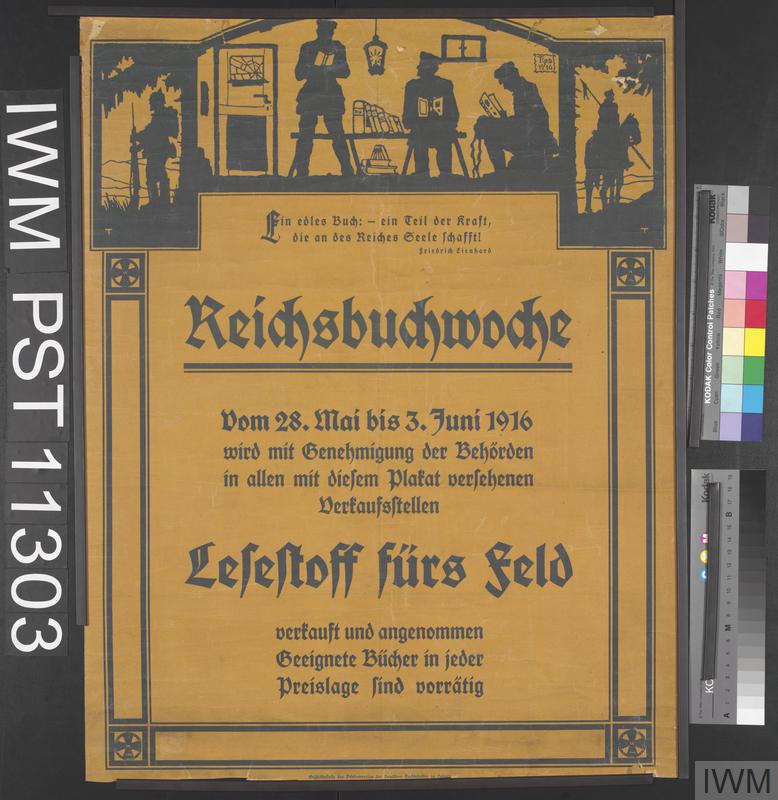 Tips
1916
Ein edles Buch: – ein Teil der Kraft,
die an des Reiches Seele schafft!
Friedrich Lienhard
Reichsbuchwoche
Vom 28. Mai bis 3. Juni 1916
wird mit Genehmigung der Behörden
in allen mit diesem Plakat versehenen
Verkaufsstellen
Lesestoff fürs Feld
verkauft und angenommen
Geeignete Bücher in jeder
Preislage sind vorrätig
IWM PST 11303
KODAK Color Control Patches
Kodak
Kodak
IWM